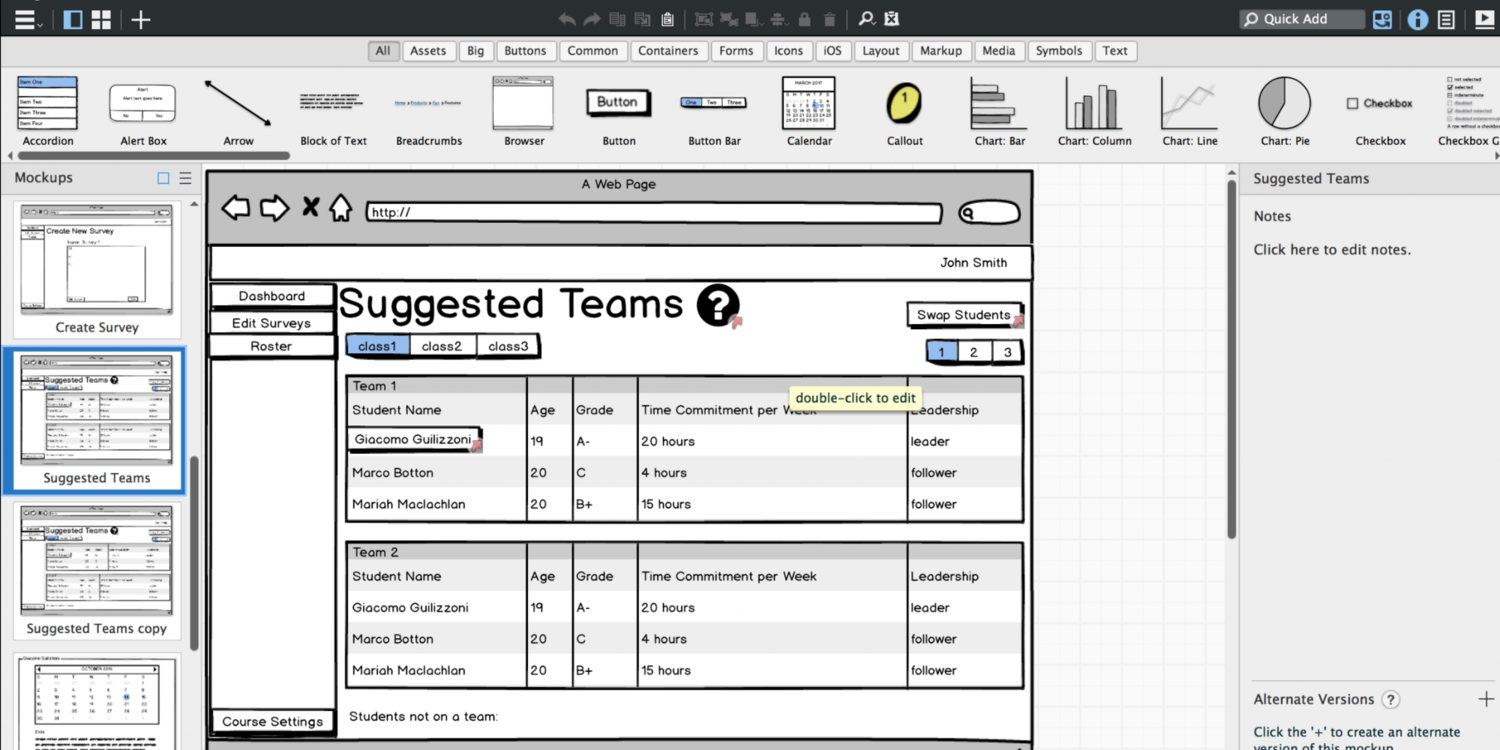 Quick Add
All Assets Big Buttons Common Containers Forms Icons iOS Layout Markup Media Symbols Text
Item One
Item Two
Item Three
Item Four
Accordion
Alert
Alert text goes here
No Yes
Alert Box
Arrow
Block of Text
Home > Products > Features
Breadcrumbs
Browser
Button
Button
One Two Three
Button Bar
MARCH 2017
Calendar
1
Callout
Chart: Bar
Chart: Column
Chart: Line
Chart: Pie
Checkbox
Checkbox
not selected
selected
indeterminate
disabled
Checkbox G
Mockups
Create New Survey
Create Survey
Suggested Teams ?
Suggested Teams
Suggested Teams ?
Suggested Teams copy
OCTOBER
A Web Page
http://
John Smith
Dashboard
Edit Surveys
Roster
Course Settings
Suggested Teams ?
Swap Students
class1 class2 class3
1 2 3
double-click to edit
Team 1
Student Name Age Grade Time Commitment per Week Leadership
Giacomo Guilizzoni 19 A- 20 hours leader
Marco Botton 20 C 4 hours follower
Mariah Maclachlan 20 B+ 15 hours follower
Team 2
Student Name Age Grade Time Commitment per Week Leadership
Giacomo Guilizzoni 19 A- 20 hours leader
Marco Botton 20 C 4 hours follower
Mariah Maclachlan 20 B+ 15 hours follower
Students not on a team:
Suggested Teams
Notes
Click here to edit notes.
Alternate Versions ?
Click the '+' to create an alternate
version of this mockup